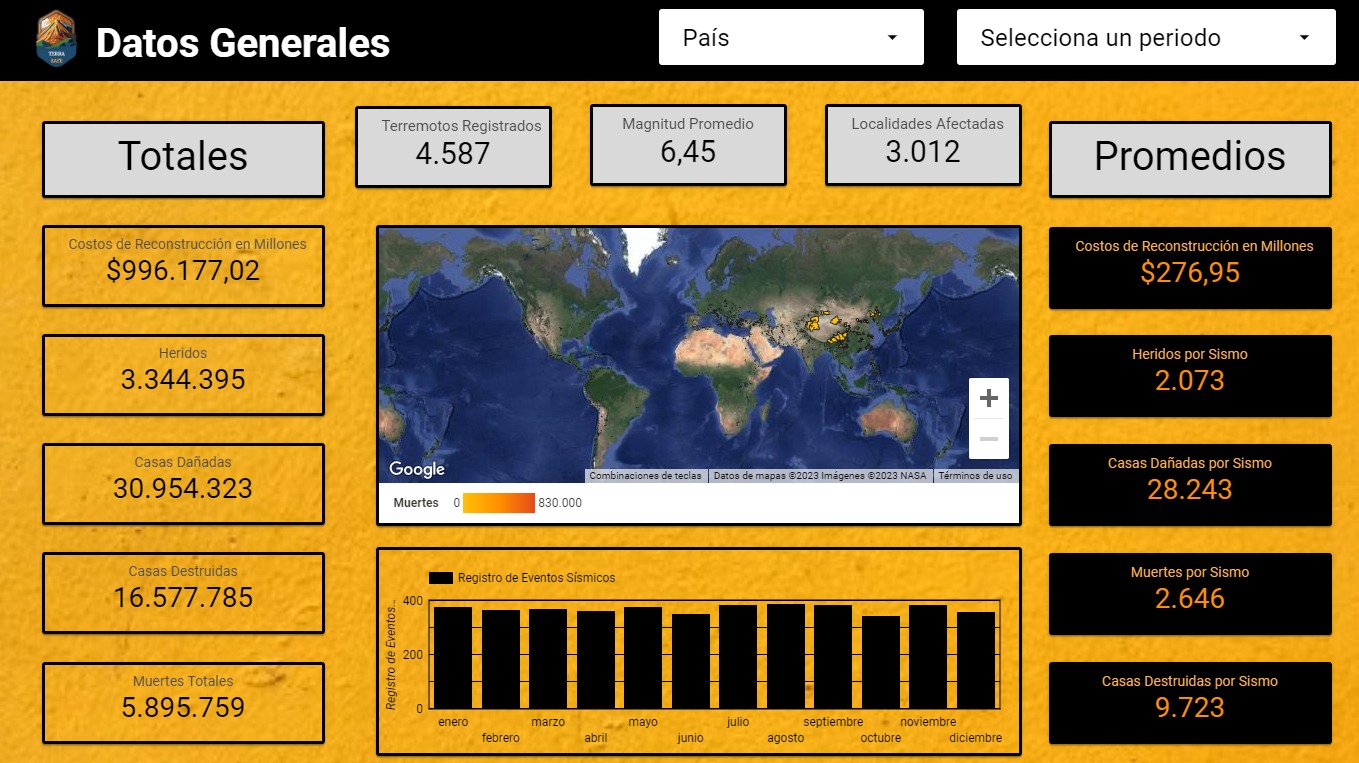 TERRA
SAFE
Datos Generales
País
Selecciona un periodo
Totales
Terremotos Registrados
4.587
Magnitud Promedio
6,45
Localidades Afectadas
3.012
Promedios
Costos de Reconstrucción en Millones
$996.177,02
Heridos
3.344.395
Casas Dañadas
30.954.323
Casas Destruidas
16.577.785
Muertes Totales
5.895.759
Google
Combinaciones de teclas
Datos de mapas ©2023 Imágenes ©2023 NASA
Términos de uso
Muertes 0 830.000
Registro de Eventos Sísmicos
Registro de Eventos…
400
200
0
enero
febrero
marzo
abril
mayo
junio
julio
agosto
septiembre
octubre
noviembre
diciembre
Costos de Reconstrucción en Millones
$276,95
Heridos por Sismo
2.073
Casas Dañadas por Sismo
28.243
Muertes por Sismo
2.646
Casas Destruidas por Sismo
9.723